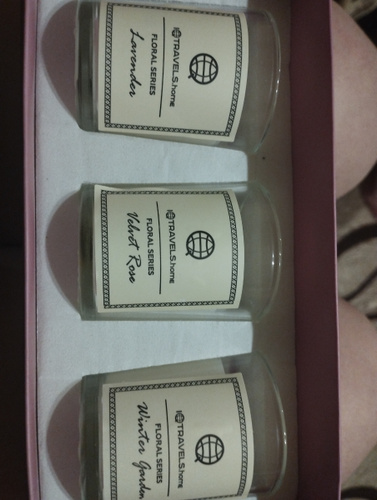 TRAVELS.home
FLORAL SERIES
Lavender
TRAVELS.home
FLORAL SERIES
Velvet Rose
TRAVELS.home
FLORAL SERIES
Winter Garden